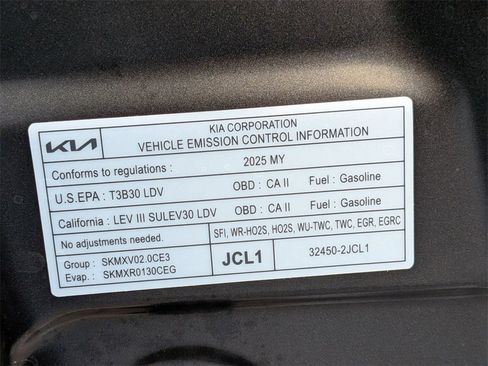 KIA
KIA CORPORATION
VEHICLE EMISSION CONTROL INFORMATION
Conforms to regulations : 2025 MY
U.S.EPA : T3B30 LDV OBD : CA II Fuel : Gasoline
California : LEV III SULEV30 LDV OBD : CA II Fuel : Gasoline
No adjustments needed. SFI, WR-HO2S, HO2S, WU-TWC, TWC, EGR, EGRC
Group : SKMXV02.0CE3
Evap. : SKMXR0130CEG
JCL1
32450-2JCL1